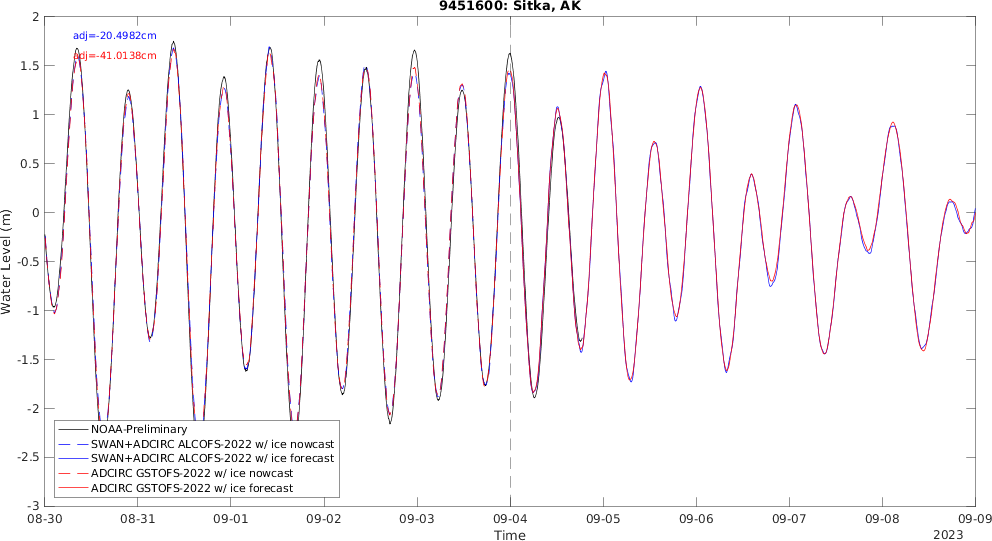 9451600: Sitka, AK
adj=-20.4982cm
adj=-41.0138cm
2
1.5
1
0.5
0
-0.5
-1
-1.5
-2
-2.5
-3
Water Level (m)
NOAA-Preliminary
SWAN+ADCIRC ALCOFS-2022 w/ ice nowcast
SWAN+ADCIRC ALCOFS-2022 w/ ice forecast
ADCIRC GSTOFS-2022 w/ ice nowcast
ADCIRC GSTOFS-2022 w/ ice forecast
08-30 08-31 09-01 09-02 09-03 09-04 09-05 09-06 09-07 09-08 09-09
Time
2023